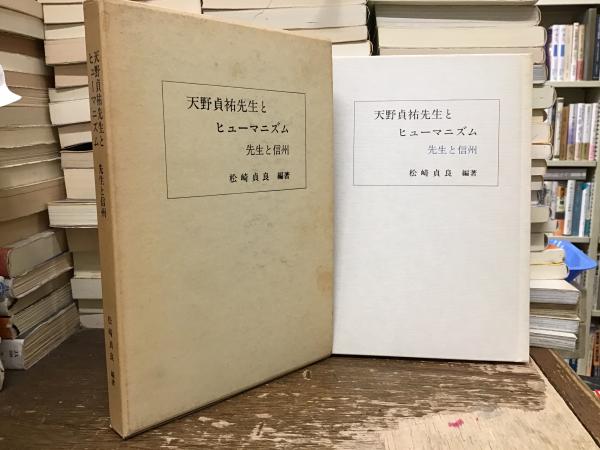 天野貞祐先生と
ヒューマニズム
先生と信州
松崎貞良 編著
天野貞祐先生と
ヒューマニズム
先生と信州
松崎貞良 編著
天野貞祐先生と
ヒューマニズム
先生と信州
松崎貞良 編著